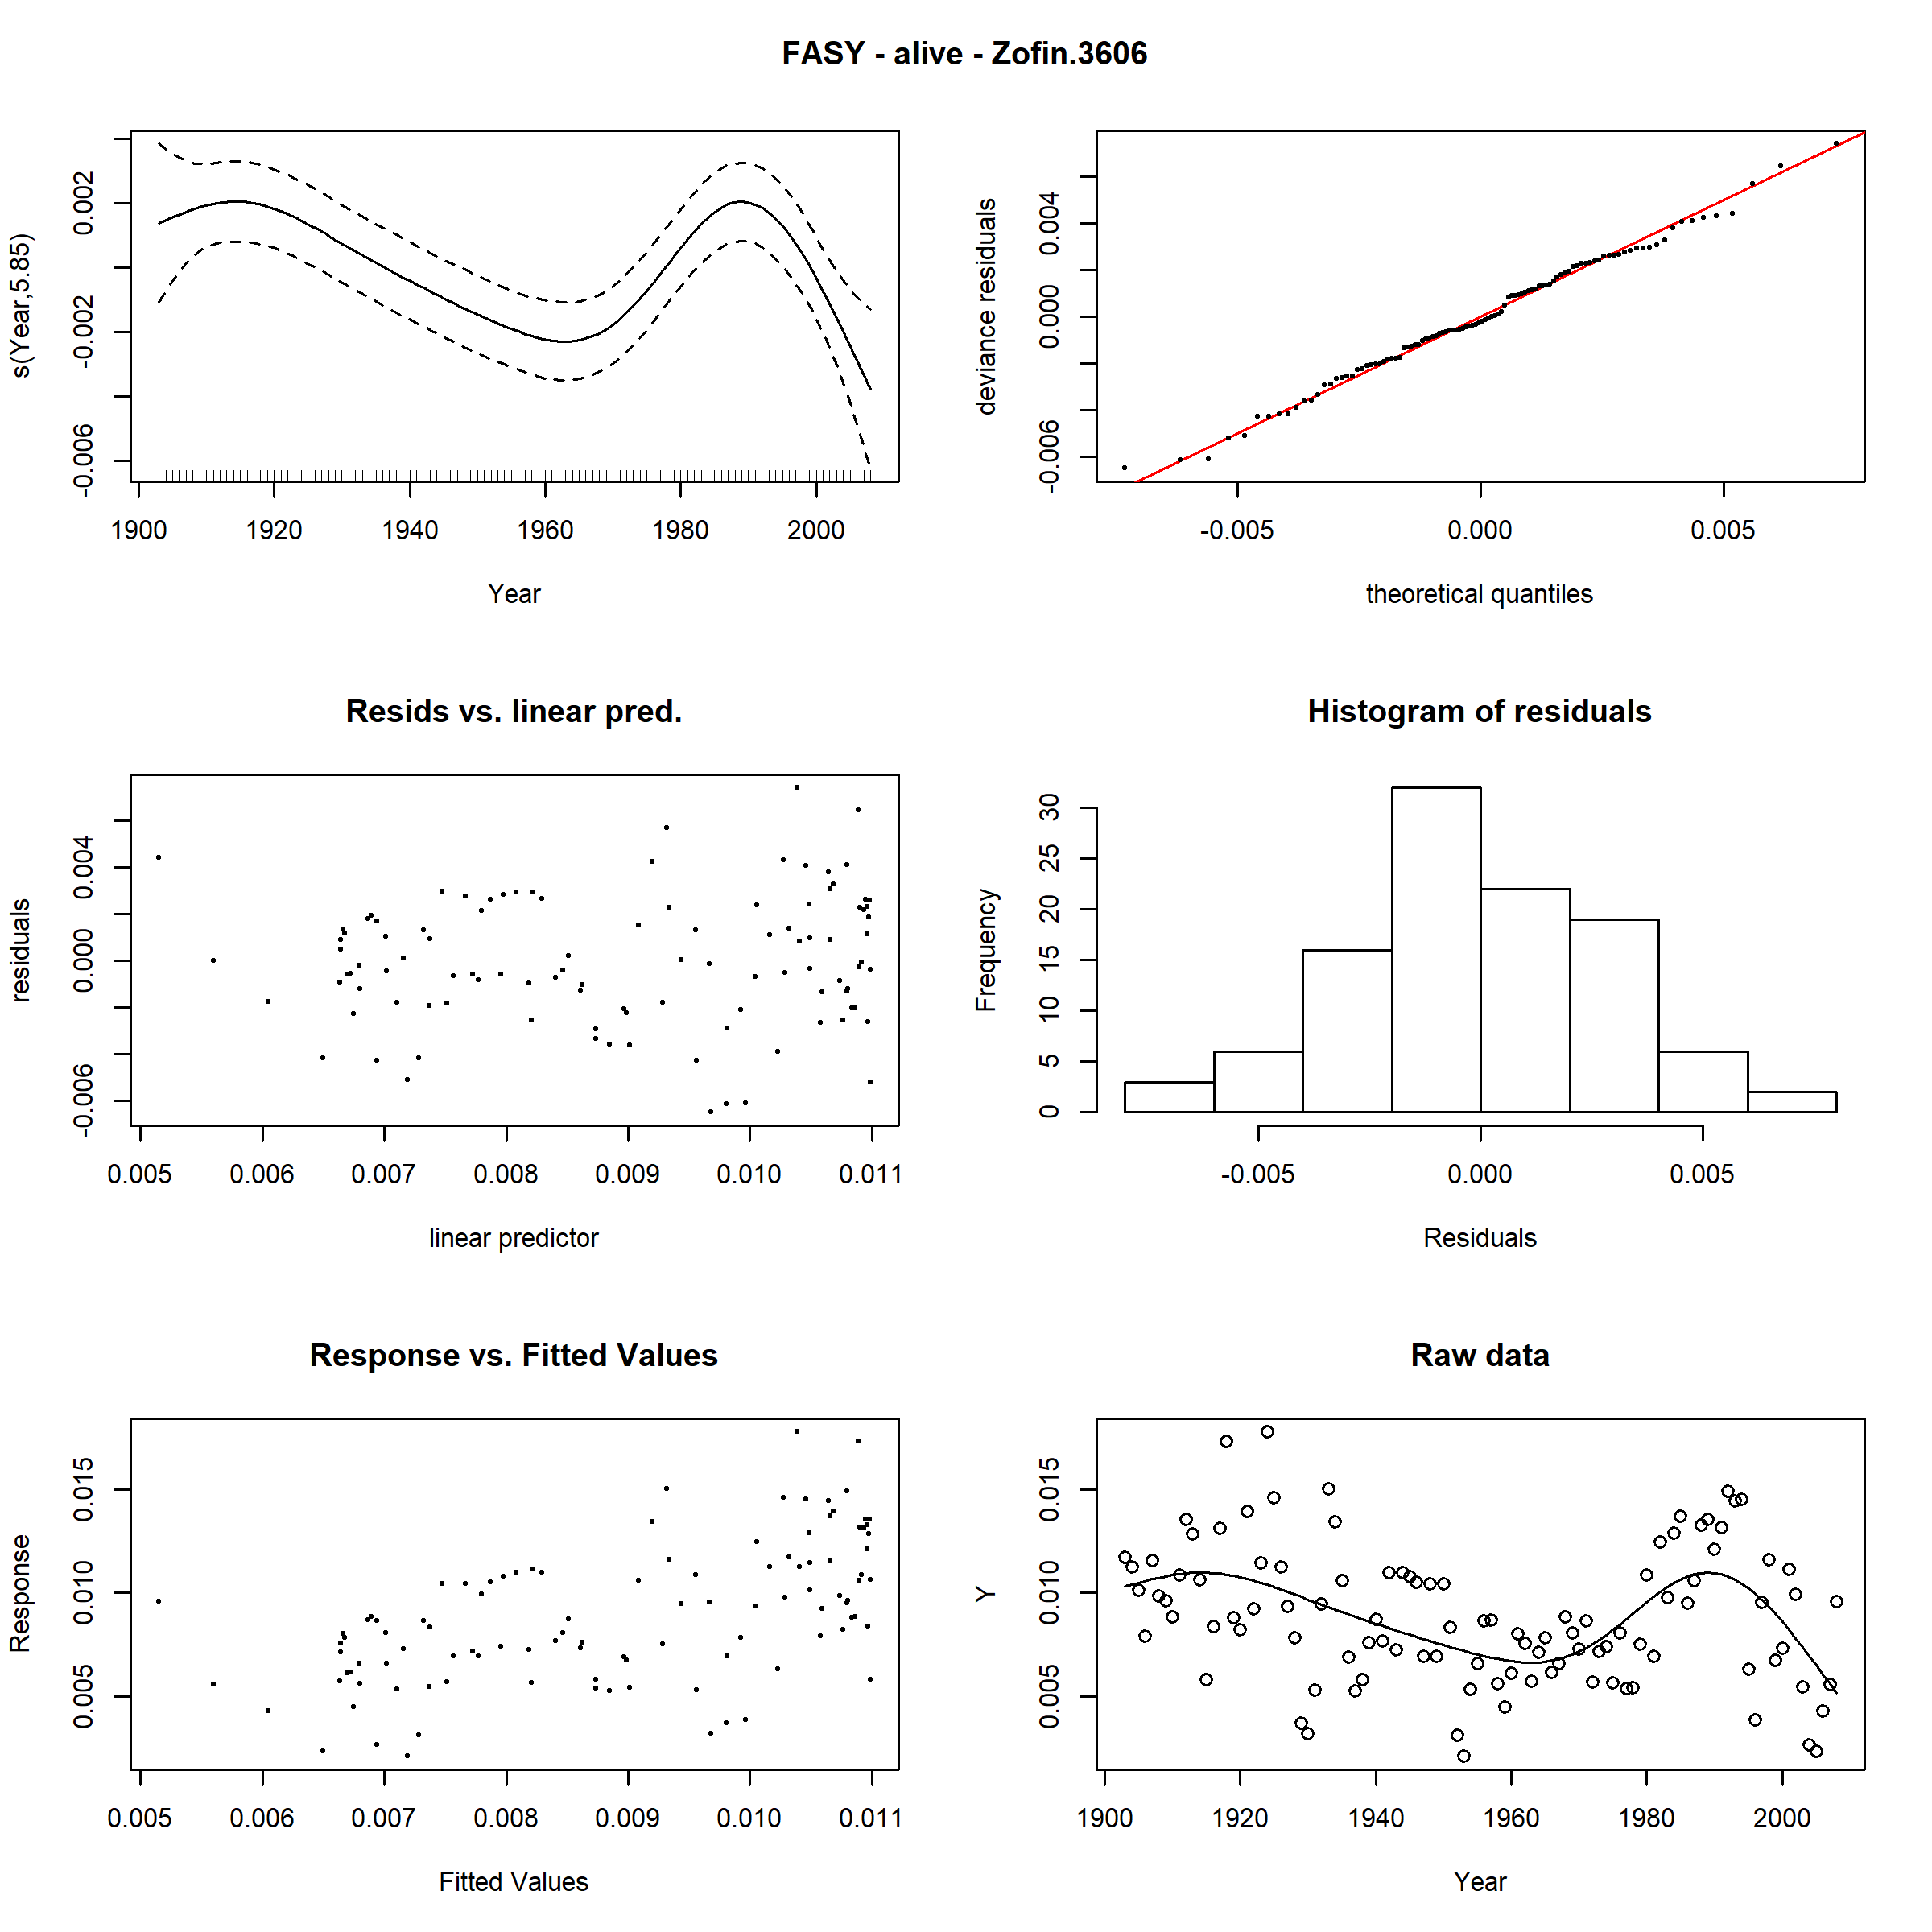 FASY - alive - Zofin.3606
s(Year,5.85)
0.002
-0.002
-0.006
1900 1920 1940 1960 1980 2000
Year
deviance residuals
0.004
0.000
-0.006
-0.005 0.000 0.005
theoretical quantiles
Resids vs. linear pred.
residuals
0.004
0.000
-0.006
0.005 0.006 0.007 0.008 0.009 0.010 0.011
linear predictor
Histogram of residuals
Frequency
30
25
20
15
10
5
0
-0.005 0.000 0.005
Residuals
Response vs. Fitted Values
Response
0.015
0.010
0.005
0.005 0.006 0.007 0.008 0.009 0.010 0.011
Fitted Values
Raw data
Y
0.015
0.010
0.005
1900 1920 1940 1960 1980 2000
Year